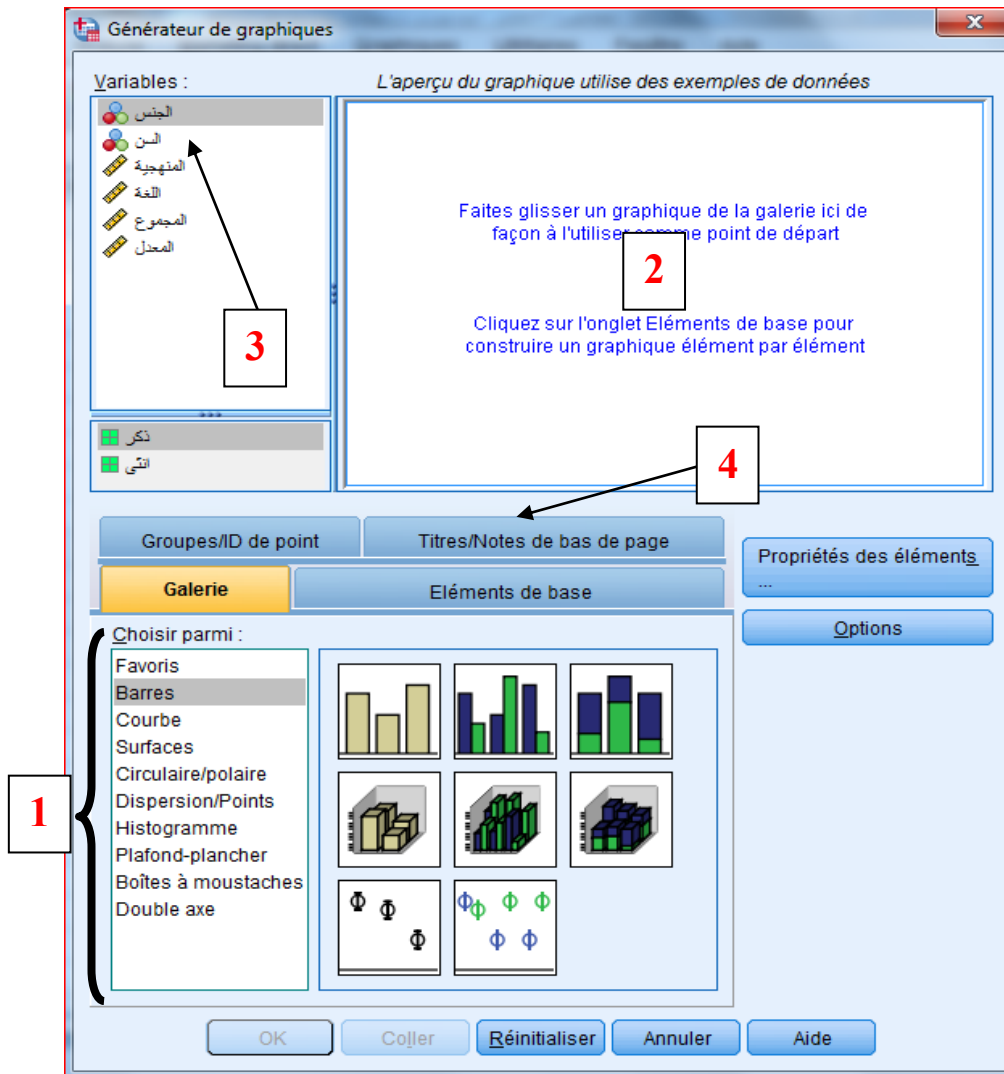 Générateur de graphiques
Variables :
L'aperçu du graphique utilise des exemples de données
الجنس
السن
المنهجية
اللغة
المجموع
المعدل
3
Faites glisser un graphique de la galerie ici de
façon à l'utiliser comme point de départ
2
Cliquez sur l'onglet Eléments de base pour
construire un graphique élément par élément
ذكر
انثى
4
Groupes/ID de point
Titres/Notes de bas de page
Galerie
Eléments de base
Propriétés des éléments
...
Options
Choisir parmi :
Favoris
Barres
Courbe
Surfaces
Circulaire/polaire
Dispersion/Points
Histogramme
Plafond-plancher
Boîtes à moustaches
Double axe
1
OK
Coller
Réinitialiser
Annuler
Aide